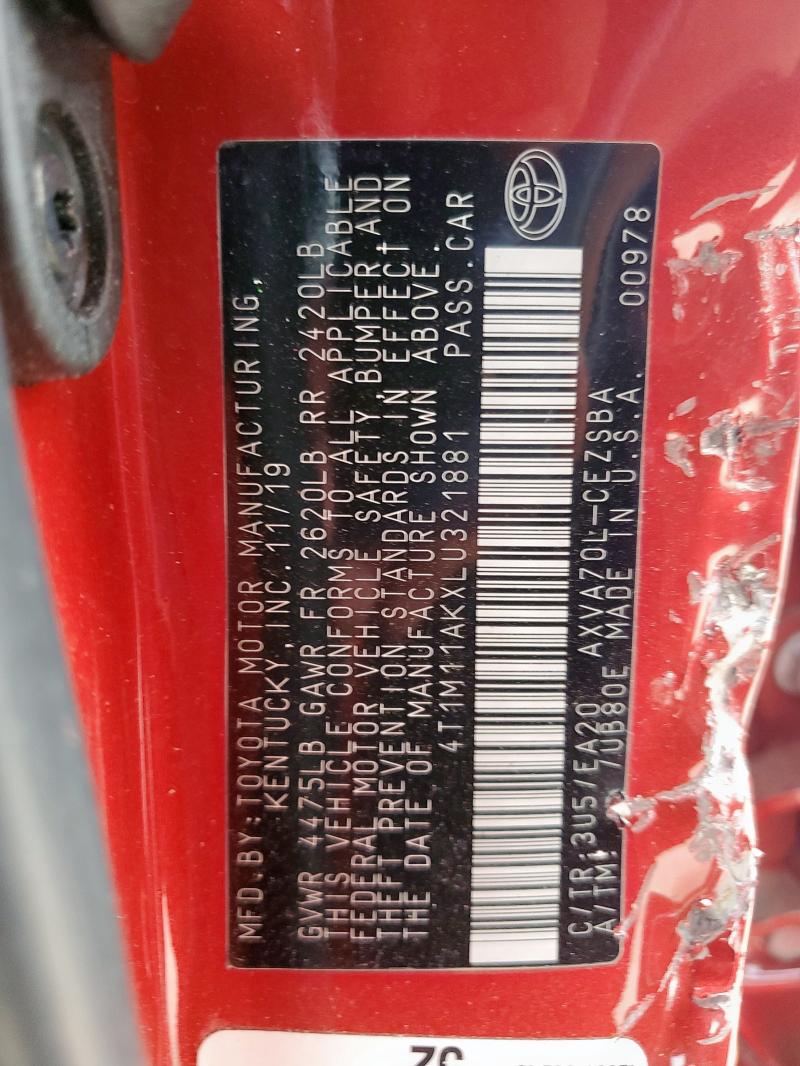 MFD.BY:TOYOTA MOTOR MANUFACTURING,
KENTUCKY,INC. 11/19
GVWR 4475LB GAWR FR 2620LB RR 2420LB
THIS VEHICLE CONFORMS TO ALL APPLICABLE
FEDERAL MOTOR VEHICLE SAFETY, BUMPER, AND
THEFT PREVENTION STANDARDS IN EFFECT ON
THE DATE OF MANUFACTURE SHOWN ABOVE.
4T1M11AKXLU321881 PASS.CAR
C/TR:3U5/EA20 AXVA70L-CEZSBA
A/TM: /UB80E MADE IN U.S.A. 00978